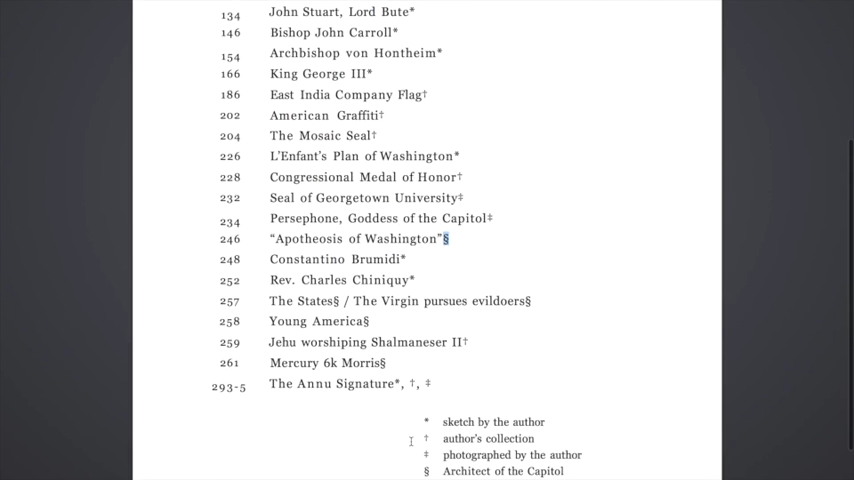 134 John Stuart, Lord Bute*
146 Bishop John Carroll*
154 Archbishop von Hontheim*
166 King George III*
186 East India Company Flag†
202 American Graffiti†
204 The Mosaic Seal†
226 L'Enfant's Plan of Washington*
228 Congressional Medal of Honor†
232 Seal of Georgetown University‡
234 Persephone, Goddess of the Capitol‡
246 “Apotheosis of Washington”§
248 Constantino Brumidi*
252 Rev. Charles Chiniquy*
257 The States§ / The Virgin pursues evildoers§
258 Young America§
259 Jehu worshiping Shalmaneser II†
261 Mercury 6k Morris§
293-5 The Annu Signature*, †, ‡
* sketch by the author
† author's collection
‡ photographed by the author
§ Architect of the Capitol